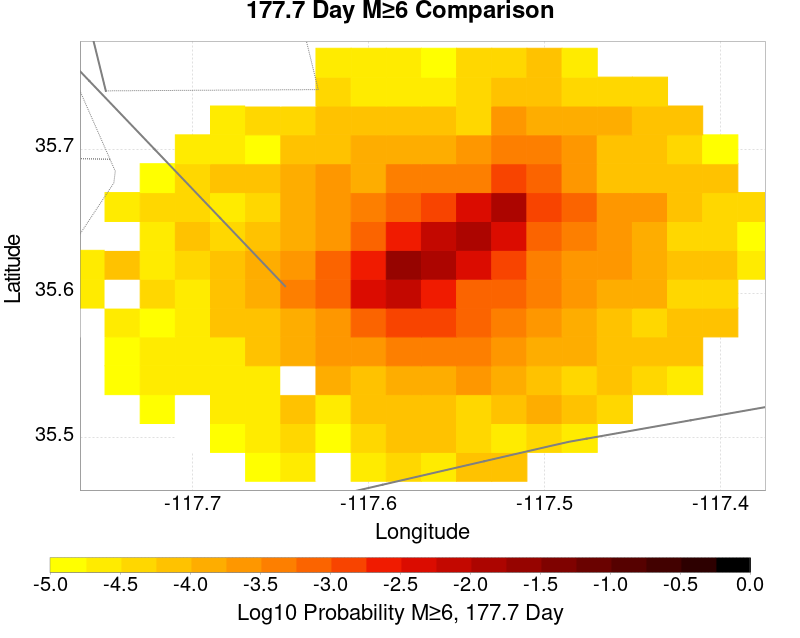 177.7 Day M≥6 Comparison
35.7
35.6
35.5
Latitude
-117.7 -117.6 -117.5 -117.4
Longitude
-5.0 -4.5 -4.0 -3.5 -3.0 -2.5 -2.0 -1.5 -1.0 -0.5 0.0
Log10 Probability M≥6, 177.7 Day